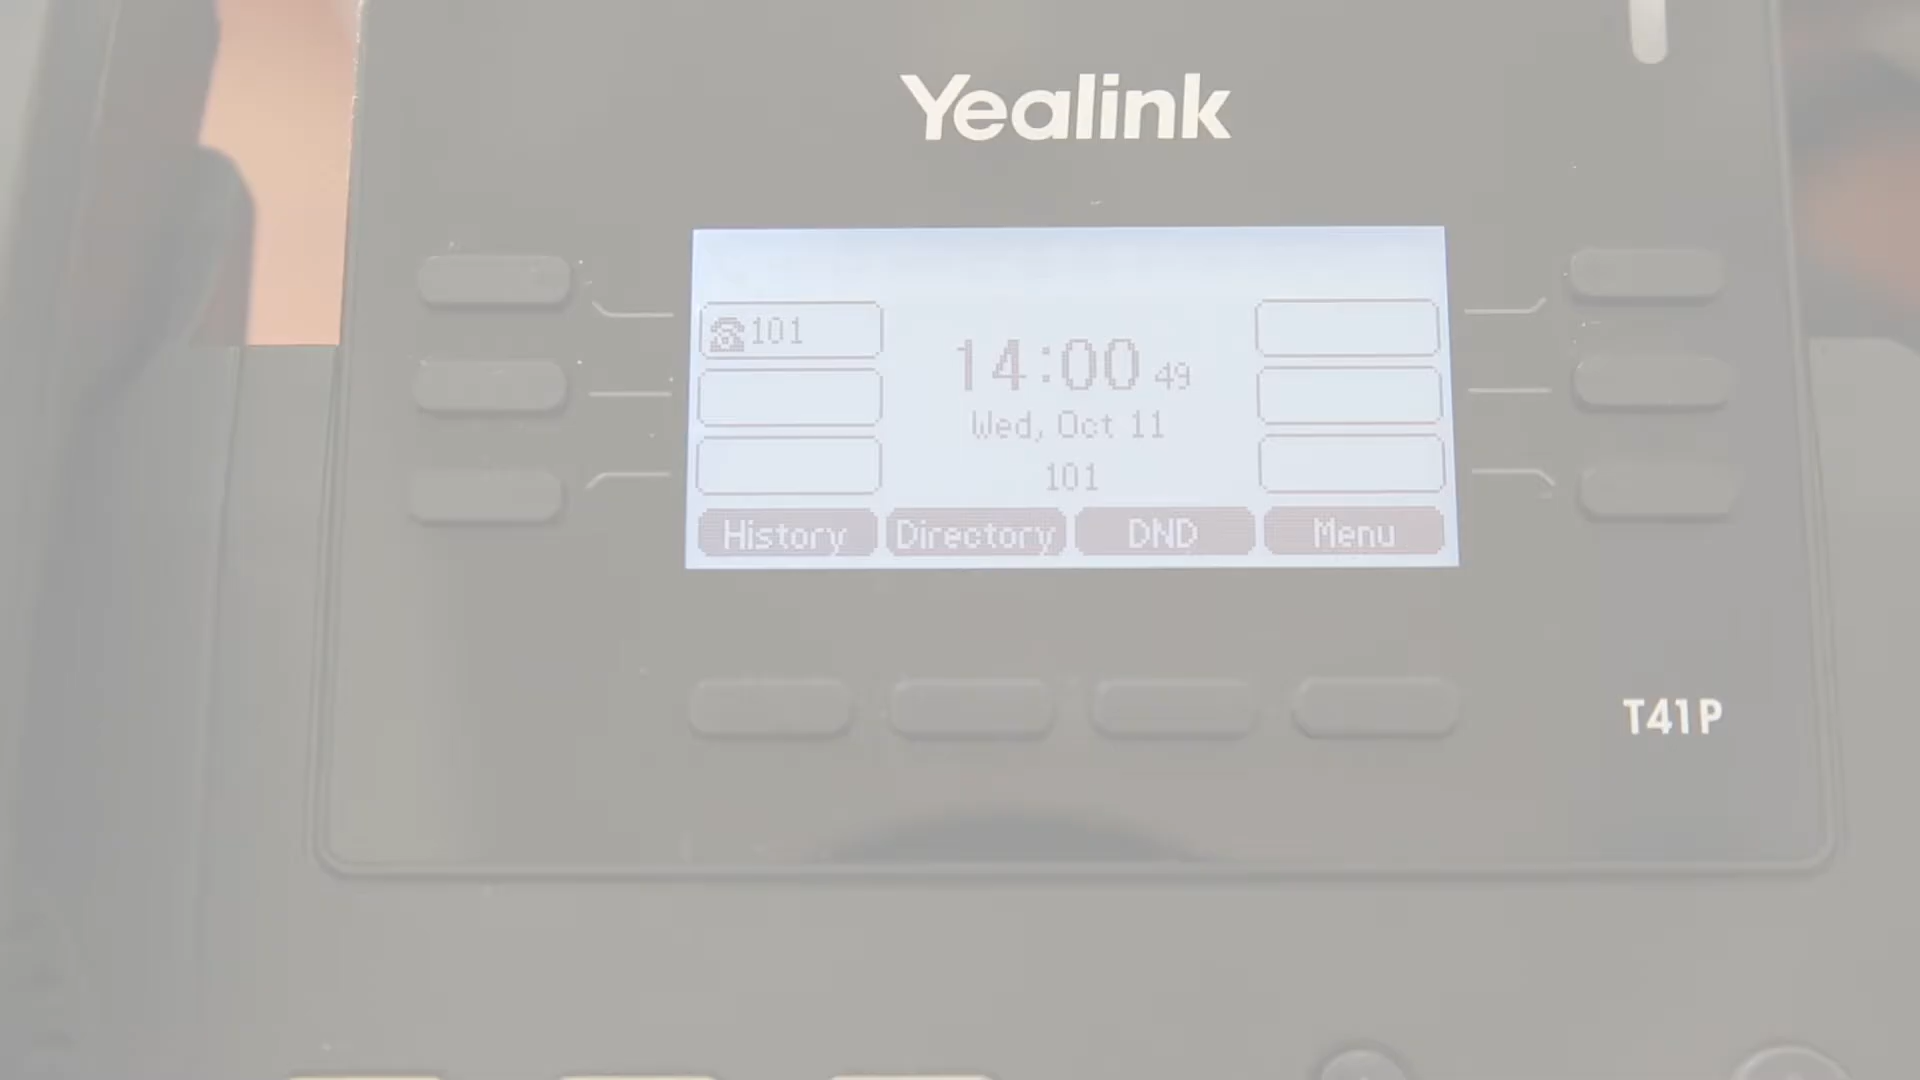 Yealink
101
14:00 49
Wed, Oct 11
101
History Directory DND Menu
T41P